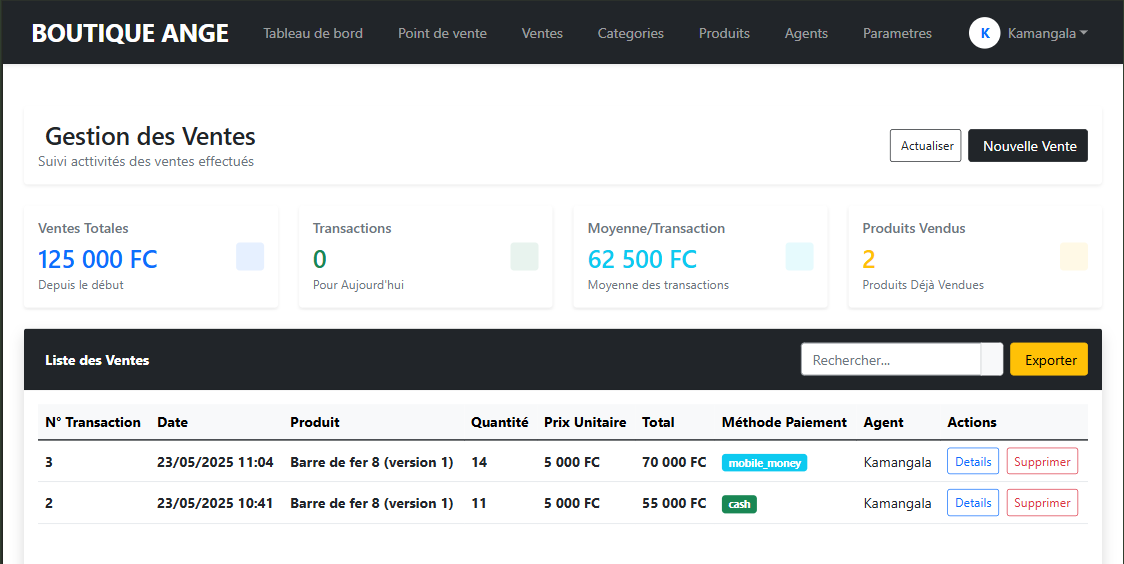 BOUTIQUE ANGE Tableau de bord Point de vente Ventes Categories Produits Agents Parametres K Kamangala
Gestion des Ventes
Suivi acttivités des ventes effectués
Actualiser Nouvelle Vente
Ventes Totales
125 000 FC
Depuis le début
Transactions
0
Pour Aujourd'hui
Moyenne/Transaction
62 500 FC
Moyenne des transactions
Produits Vendus
2
Produits Déjà Vendues
Liste des Ventes Rechercher... Exporter
N° Transaction Date Produit Quantité Prix Unitaire Total Méthode Paiement Agent Actions
3 23/05/2025 11:04 Barre de fer 8 (version 1) 14 5 000 FC 70 000 FC mobile_money Kamangala Details Supprimer
2 23/05/2025 10:41 Barre de fer 8 (version 1) 11 5 000 FC 55 000 FC cash Kamangala Details Supprimer